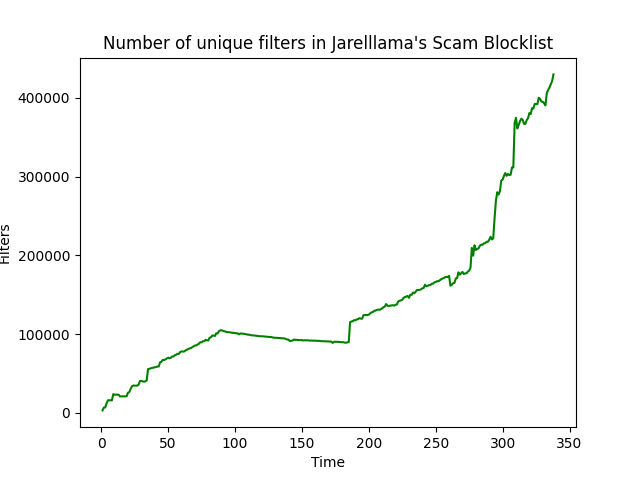 Number of unique filters in Jarelllama's Scam Blocklist
Filters
400000
300000
200000
100000
0
0 50 100 150 200 250 300 350
Time